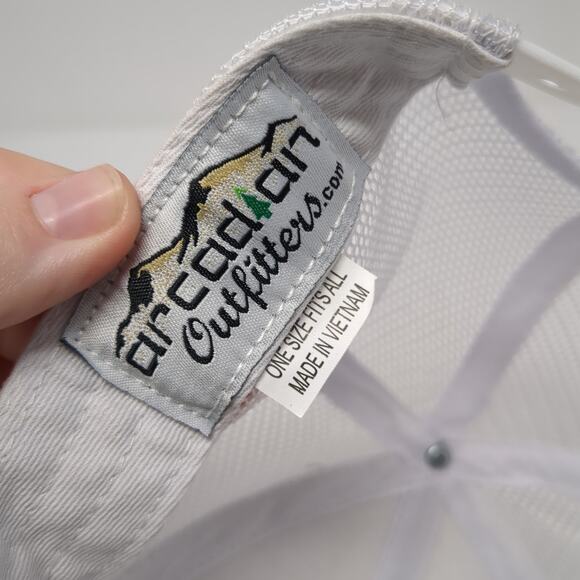 arcadian
Outfitters.com
ONE SIZE FITS ALL
MADE IN VIETNAM